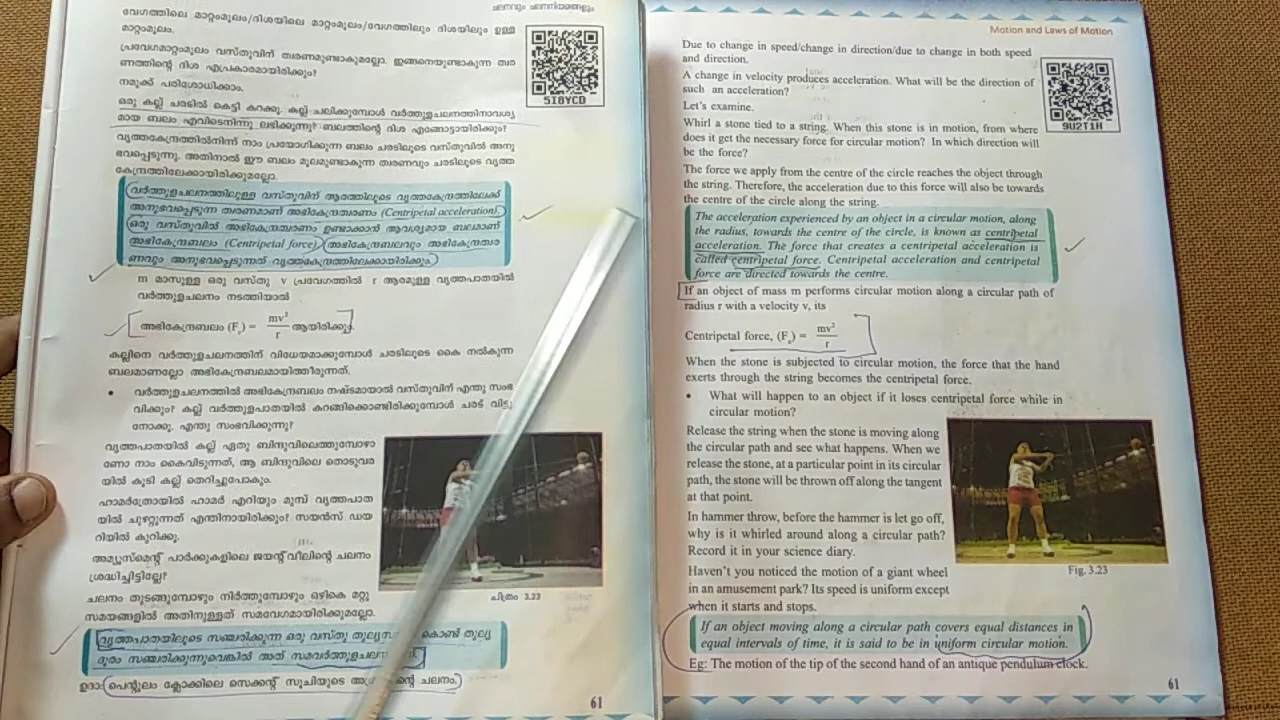 ചലനവും ചലനനിയമങ്ങളും
വേഗത്തിലെ മാറ്റംമൂലം/ദിശയിലെ മാറ്റംമൂലം/വേഗത്തിലും ദിശയിലും ഉള്ള
മാറ്റംമൂലം.
പ്രവേഗമാറ്റംമൂലം വസ്തുവിന് ത്വരണമുണ്ടാകുമല്ലോ. ഇങ്ങനെയുണ്ടാകുന്ന ത്വര
ണത്തിന്റെ ദിശ എപ്രകാരമായിരിക്കും?
നമുക്ക് പരിശോധിക്കാം.
5I8YCD
ഒരു കല്ല് ചരടിൽ കെട്ടി കറക്കൂ. കല്ല് ചലിക്കുമ്പോൾ വർത്തുളചലനത്തിനാവശ്യ
മായ ബലം എവിടെനിന്നു ലഭിക്കുന്നു? ബലത്തിന്റെ ദിശ എങ്ങോട്ടായിരിക്കും?
വൃത്തകേന്ദ്രത്തിൽനിന്ന് നാം പ്രയോഗിക്കുന്ന ബലം ചരടിലൂടെ വസ്തുവിൽ അനു
ഭവപ്പെടുന്നു. അതിനാൽ ഈ ബലം മൂലമുണ്ടാകുന്ന ത്വരണവും ചരടിലൂടെ വൃത്ത
കേന്ദ്രത്തിലേക്കായിരിക്കുമല്ലോ.
വർത്തുളചലനത്തിലുള്ള വസ്തുവിന് ആരത്തിലൂടെ വൃത്തകേന്ദ്രത്തിലേക്ക്
അനുഭവപ്പെടുന്ന ത്വരണമാണ് അഭികേന്ദ്രത്വരണം (Centripetal acceleration).
ഒരു വസ്തുവിൽ അഭികേന്ദ്രത്വരണം ഉണ്ടാക്കാൻ ആവശ്യമായ ബലമാണ്
അഭികേന്ദ്രബലം (Centripetal force). അഭികേന്ദ്രബലവും അഭികേന്ദ്രത്വര
ണവും അനുഭവപ്പെടുന്നത് വൃത്തകേന്ദ്രത്തിലേക്കായിരിക്കും.
m മാസുള്ള ഒരു വസ്തു v പ്രവേഗത്തിൽ r ആരമുള്ള വൃത്തപാതയിൽ
വർത്തുളചലനം നടത്തിയാൽ
അഭികേന്ദ്രബലം (Fc) = mv²/r ആയിരിക്കും.
കല്ലിനെ വർത്തുളചലനത്തിന് വിധേയമാക്കുമ്പോൾ ചരടിലൂടെ കൈ നൽകുന്ന
ബലമാണല്ലോ അഭികേന്ദ്രബലമായിത്തീരുന്നത്.
• വർത്തുളചലനത്തിൽ അഭികേന്ദ്രബലം നഷ്ടമായാൽ വസ്തുവിന് എന്തു സംഭ
വിക്കും? കല്ല് വർത്തുളപാതയിൽ കറങ്ങിക്കൊണ്ടിരിക്കുമ്പോൾ ചരട് വിട്ടു
നോക്കൂ. എന്തു സംഭവിക്കുന്നു?
വൃത്തപാതയിൽ കല്ല് ഏതു ബിന്ദുവിലെത്തുമ്പോഴാ
ണോ നാം കൈവിടുന്നത്, ആ ബിന്ദുവിലെ തൊടുവര
യിൽ കൂടി കല്ല് തെറിച്ചുപോകും.
ഹാമർത്രോയിൽ ഹാമർ എറിയും മുമ്പ് വൃത്തപാത
യിൽ ചുഴറ്റുന്നത് എന്തിനായിരിക്കും? സയൻസ് ഡയ
റിയിൽ കുറിക്കൂ.
അമ്യൂസ്മെന്റ് പാർക്കുകളിലെ ജയന്റ് വീലിന്റെ ചലനം
ശ്രദ്ധിച്ചിട്ടില്ലേ?
ചലനം തുടങ്ങുമ്പോഴും നിർത്തുമ്പോഴും ഒഴികെ മറ്റു
സമയങ്ങളിൽ അതിനുള്ളത് സമവേഗമായിരിക്കുമല്ലോ.
ചിത്രം 3.23
വൃത്തപാതയിലൂടെ സഞ്ചരിക്കുന്ന ഒരു വസ്തു കൊണ്ട് തുല്യ
ദൂരം സഞ്ചരിക്കുന്നുവെങ്കിൽ അത്
ഉദാ: പെന്റുലം ക്ലോക്കിലെ സെക്കന്റ് സൂചിയുടെ ചലനം.
61
Motion and Laws of Motion
Due to change in speed/change in direction/due to change in both speed
and direction.
A change in velocity produces acceleration. What will be the direction of
such an acceleration?
Let's examine.
9U2T1H
Whirl a stone tied to a string. When this stone is in motion, from where
does it get the necessary force for circular motion? In which direction will
be the force?
The force we apply from the centre of the circle reaches the object through
the string. Therefore, the acceleration due to this force will also be towards
the centre of the circle along the string.
The acceleration experienced by an object in a circular motion, along
the radius, towards the centre of the circle, is known as centripetal
acceleration. The force that creates a centripetal acceleration is
called centripetal force. Centripetal acceleration and centripetal
force are directed towards the centre.
If an object of mass m performs circular motion along a circular path of
radius r with a velocity v, its
Centripetal force, (Fc) = mv²/r
When the stone is subjected to circular motion, the force that the hand
exerts through the string becomes the centripetal force.
• What will happen to an object if it loses centripetal force while in
circular motion?
Release the string when the stone is moving along
the circular path and see what happens. When we
release the stone, at a particular point in its circular
path, the stone will be thrown off along the tangent
at that point.
In hammer throw, before the hammer is let go off,
why is it whirled around along a circular path?
Record it in your science diary.
Haven't you noticed the motion of a giant wheel
in an amusement park? Its speed is uniform except
when it starts and stops.
Fig. 3.23
If an object moving along a circular path covers equal distances in
equal intervals of time, it is said to be in uniform circular motion.
Eg: The motion of the tip of the second hand of an antique pendulum clock.
61